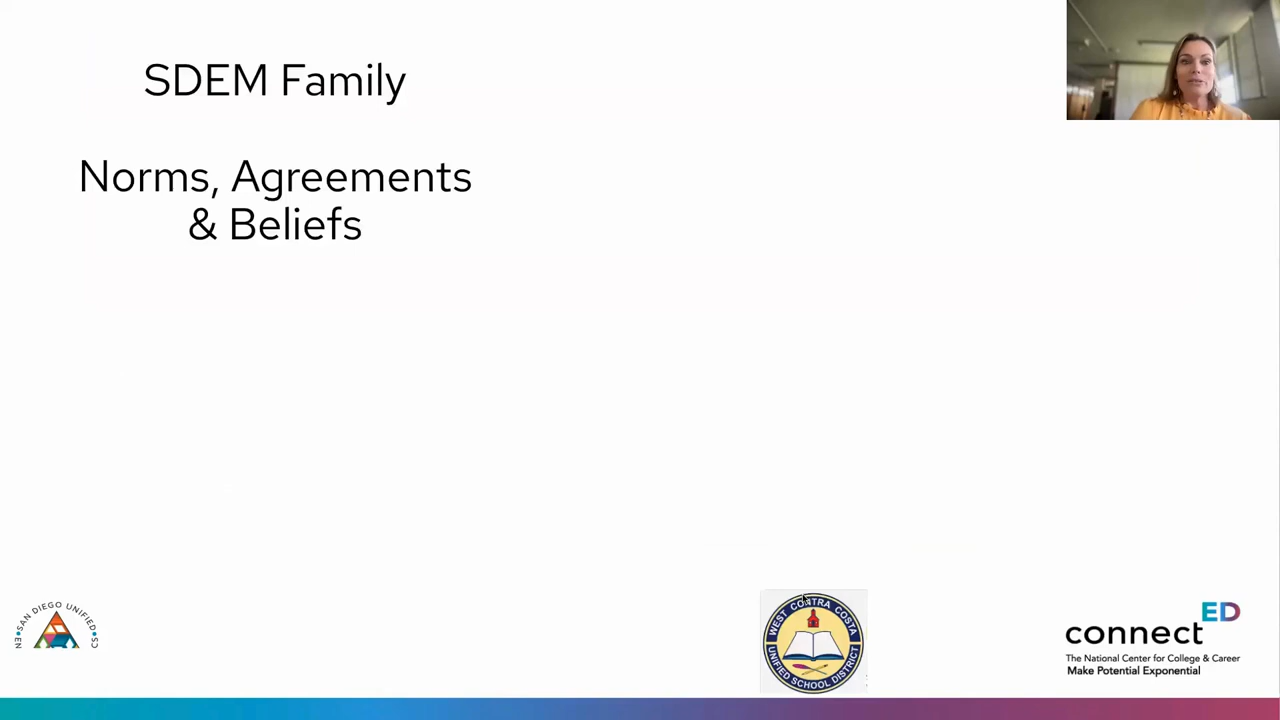 SDEM Family
Norms, Agreements
& Beliefs
SAN DIEGO UNIFIED
WEST CONTRA COSTA
UNIFIED SCHOOL DISTRICT
connectED
The National Center for College & Career
Make Potential Exponential